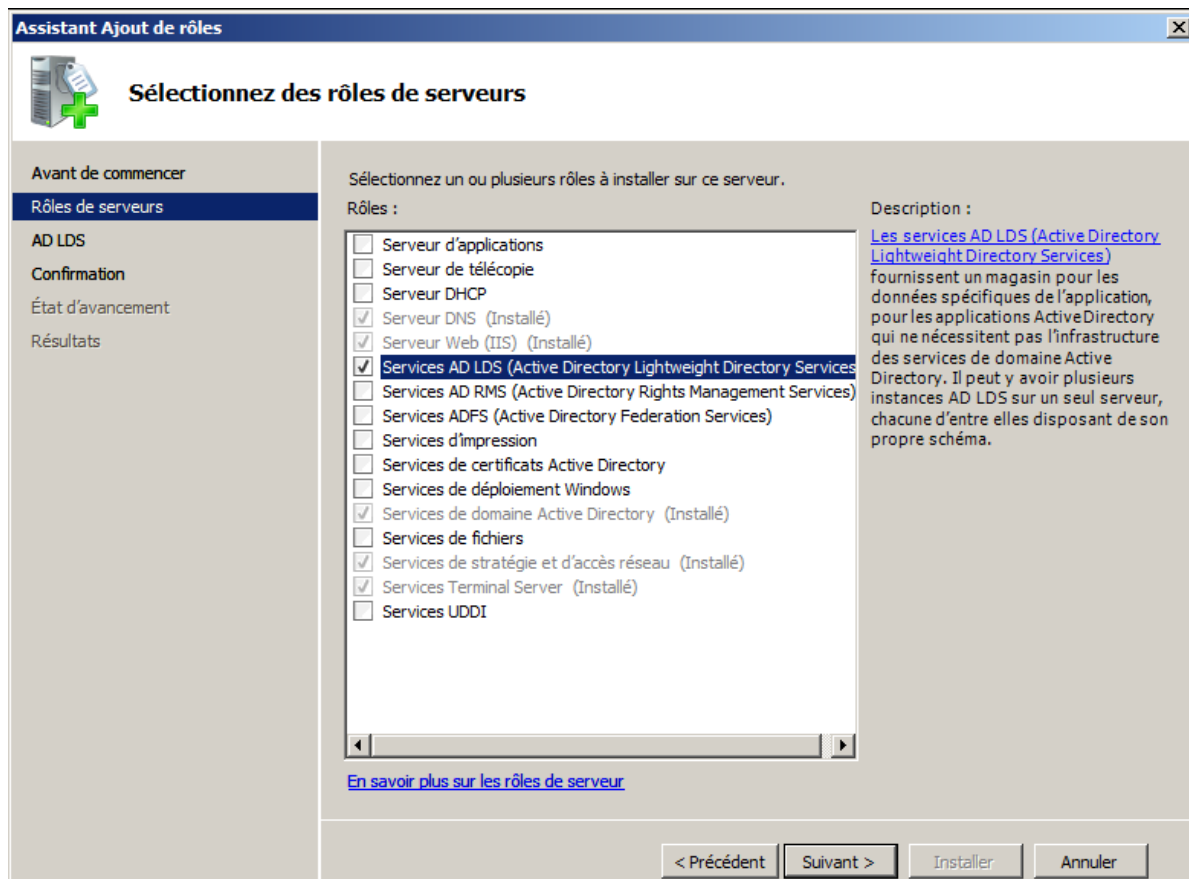 Assistant Ajout de rôles
Sélectionnez des rôles de serveurs
Avant de commencer
Rôles de serveurs
AD LDS
Confirmation
État d'avancement
Résultats
Sélectionnez un ou plusieurs rôles à installer sur ce serveur.
Rôles :
Serveur d'applications
Serveur de télécopie
Serveur DHCP
Serveur DNS (Installé)
Serveur Web (IIS) (Installé)
Services AD LDS (Active Directory Lightweight Directory Services
Services AD RMS (Active Directory Rights Management Services)
Services ADFS (Active Directory Federation Services)
Services d'impression
Services de certificats Active Directory
Services de déploiement Windows
Services de domaine Active Directory (Installé)
Services de fichiers
Services de stratégie et d'accès réseau (Installé)
Services Terminal Server (Installé)
Services UDDI
En savoir plus sur les rôles de serveur
Description :
Les services AD LDS (Active Directory
Lightweight Directory Services)
fournissent un magasin pour les
données spécifiques de l'application,
pour les applications Active Directory
qui ne nécessitent pas l'infrastructure
des services de domaine Active
Directory. Il peut y avoir plusieurs
instances AD LDS sur un seul serveur,
chacune d'entre elles disposant de son
propre schéma.
< Précédent
Suivant >
Installer
Annuler